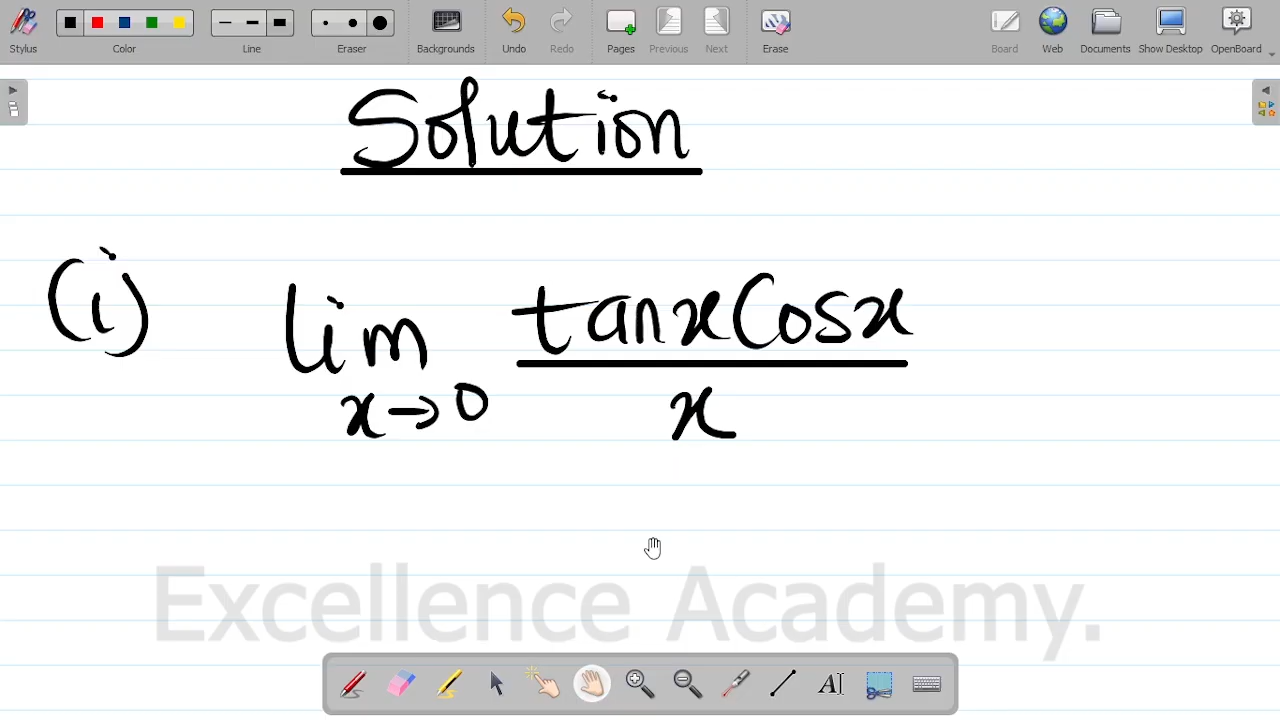 Stylus Color Line Eraser Backgrounds Undo Redo Pages Previous Next Erase Board Web Documents Show Desktop OpenBoard
Solution
(i) lim tanxCosx
x→0 x
Excellence Academy.
AI